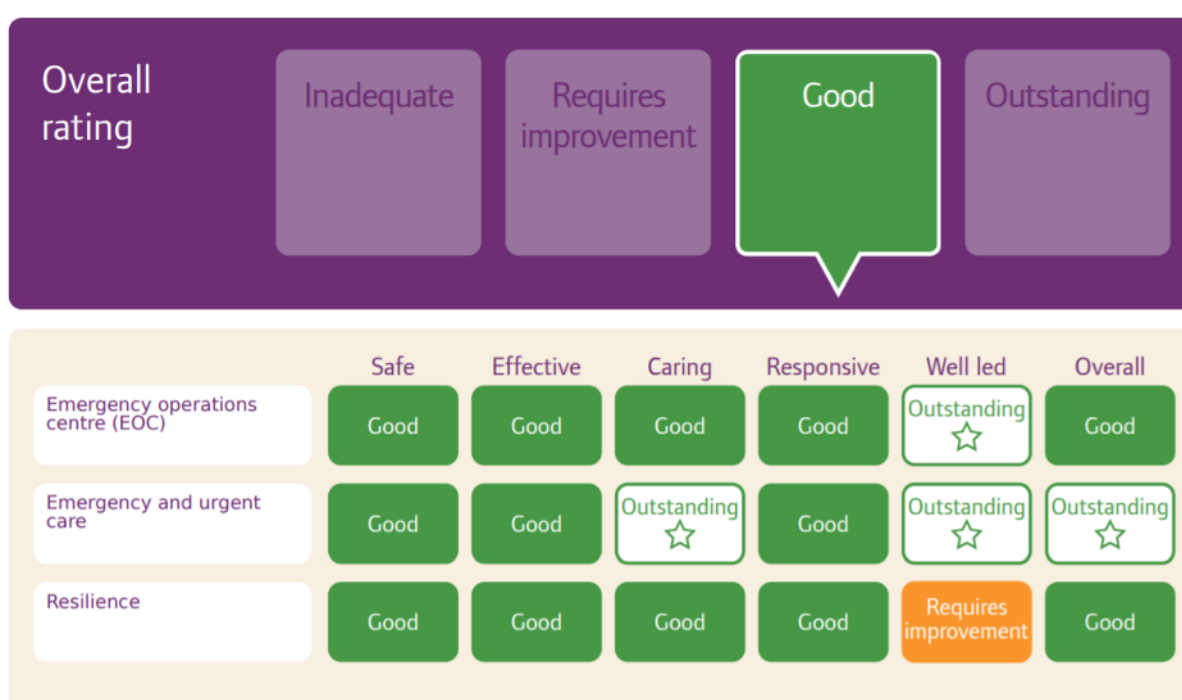 Overall
rating
Inadequate
Requires
improvement
Good
Outstanding
Safe Effective Caring Responsive Well led Overall
Emergency operations
centre (EOC)
Good Good Good Good Outstanding Good
Emergency and urgent
care
Good Good Outstanding Good Outstanding Outstanding
Resilience
Good Good Good Good Requires
improvement
Good